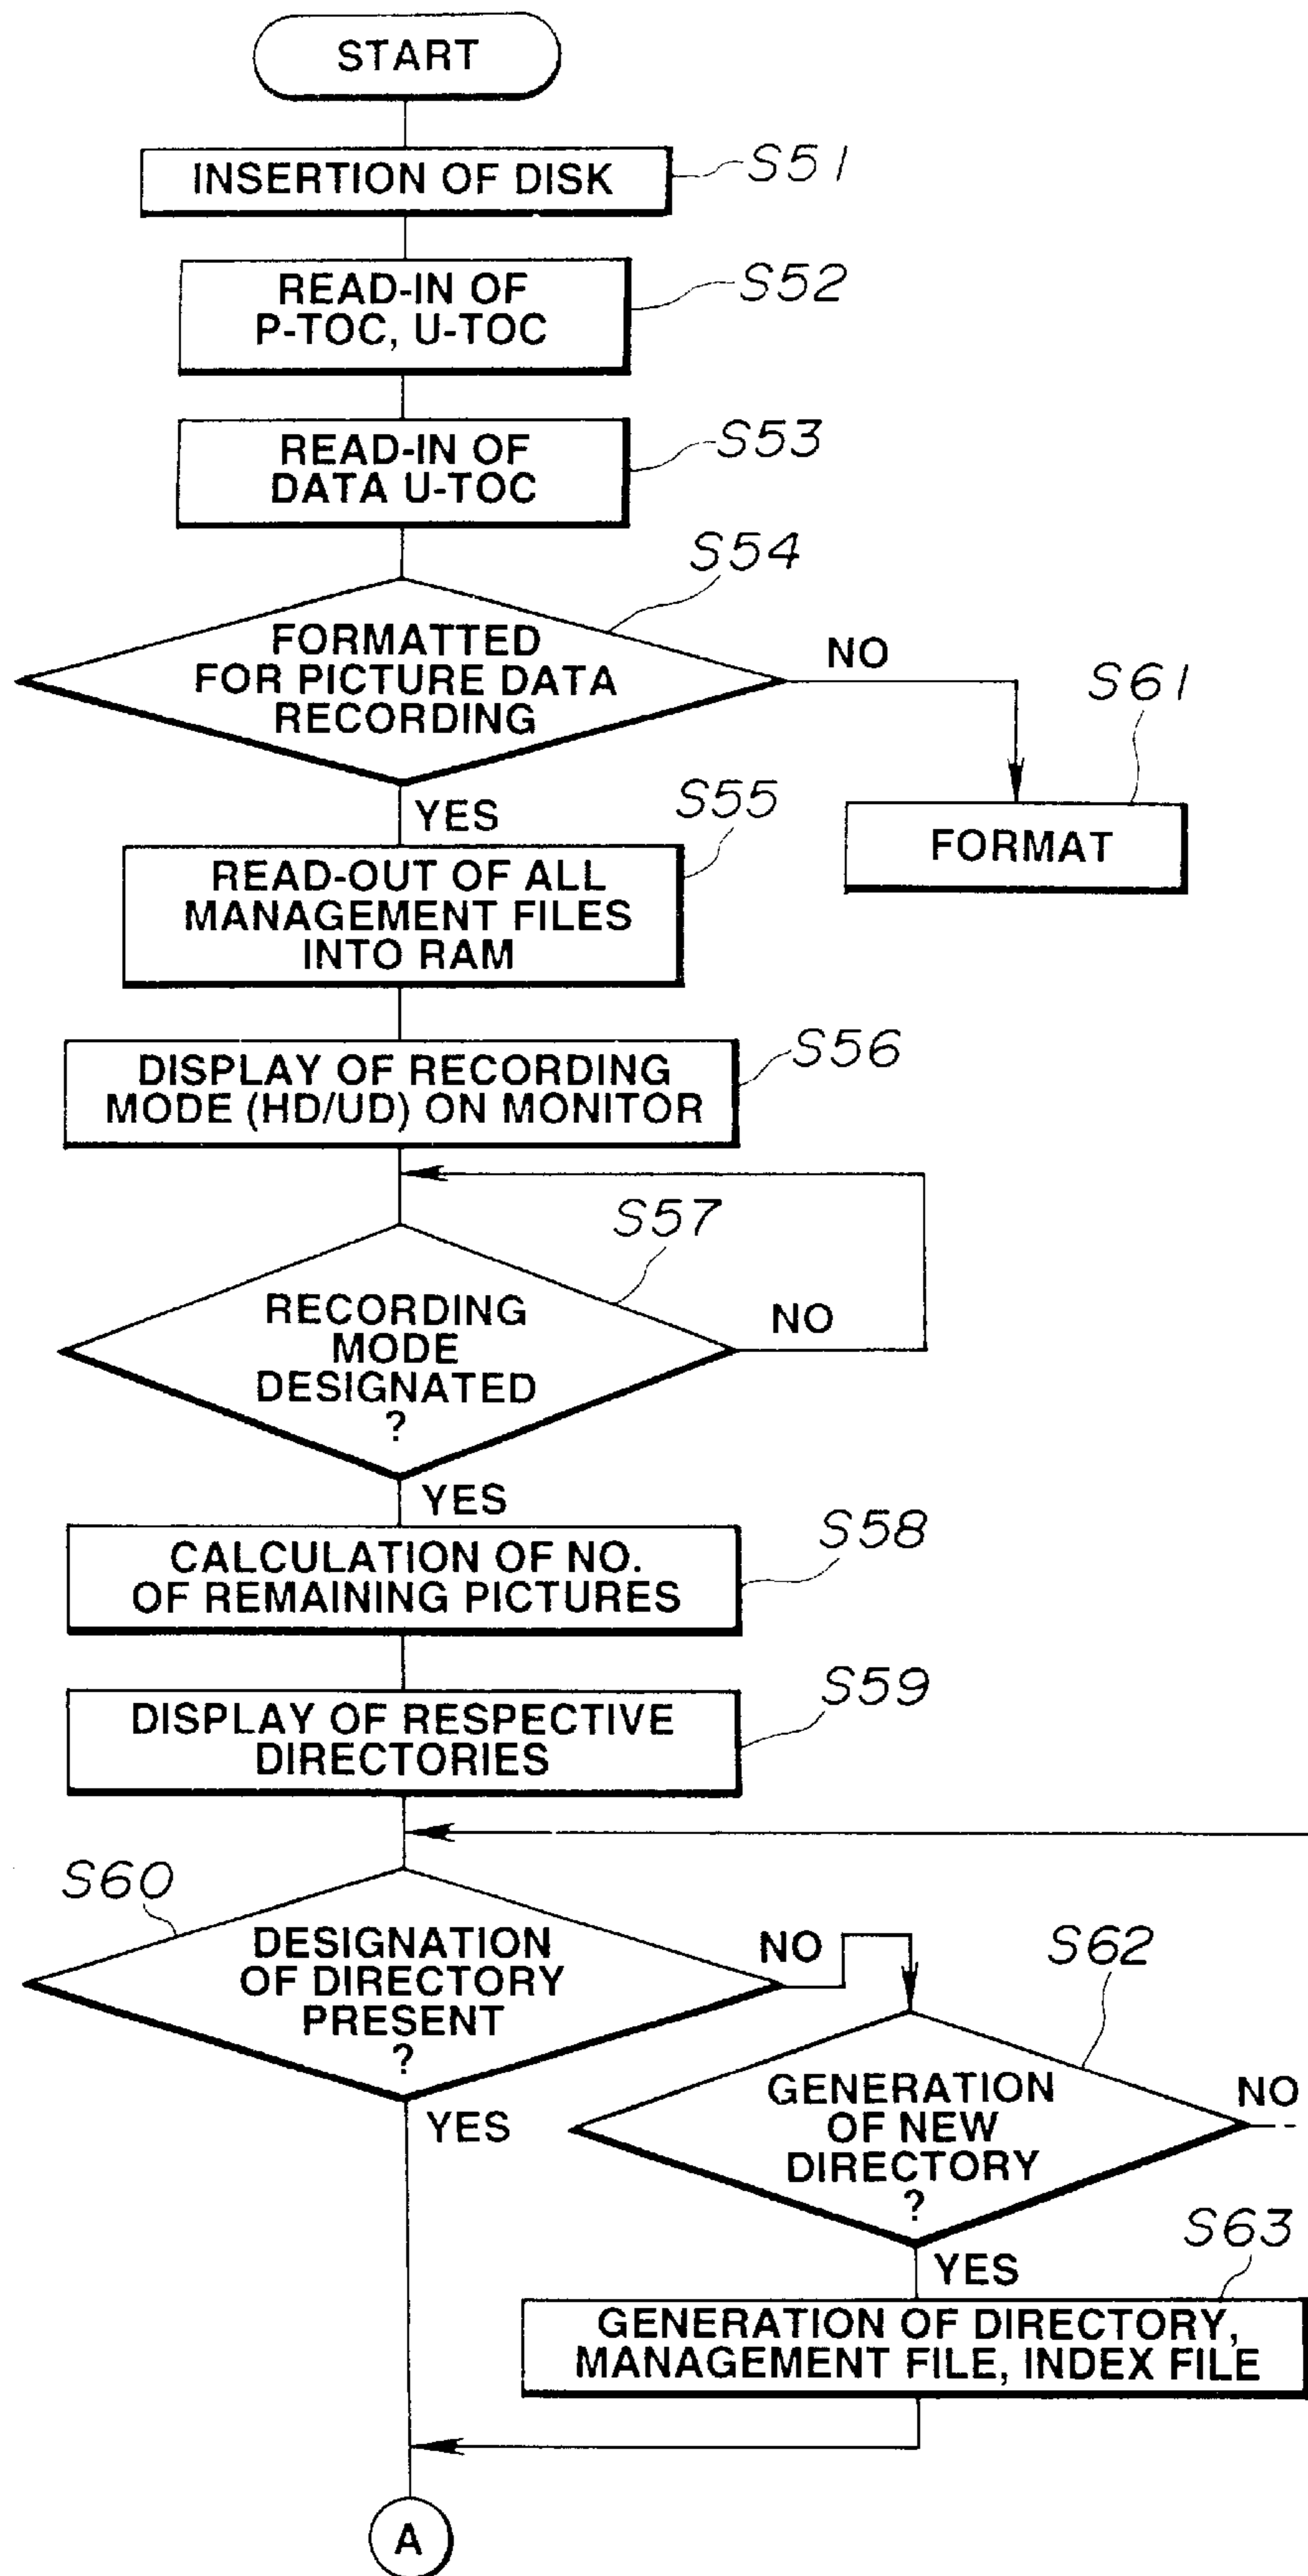 START
INSERTION OF DISK
S51
READ-IN OF
P-TOC, U-TOC
S52
READ-IN OF
DATA U-TOC
S53
S54
FORMATTED
FOR PICTURE DATA
RECORDING
NO
S61
FORMAT
YES
S55
READ-OUT OF ALL
MANAGEMENT FILES
INTO RAM
S56
DISPLAY OF RECORDING
MODE (HD/UD) ON MONITOR
S57
RECORDING
MODE
DESIGNATED
?
NO
YES
S58
CALCULATION OF NO.
OF REMAINING PICTURES
S59
DISPLAY OF RESPECTIVE
DIRECTORIES
S60
DESIGNATION
OF DIRECTORY
PRESENT
?
NO
YES
S62
GENERATION
OF NEW
DIRECTORY
?
NO
YES
S63
GENERATION OF DIRECTORY,
MANAGEMENT FILE, INDEX FILE
A